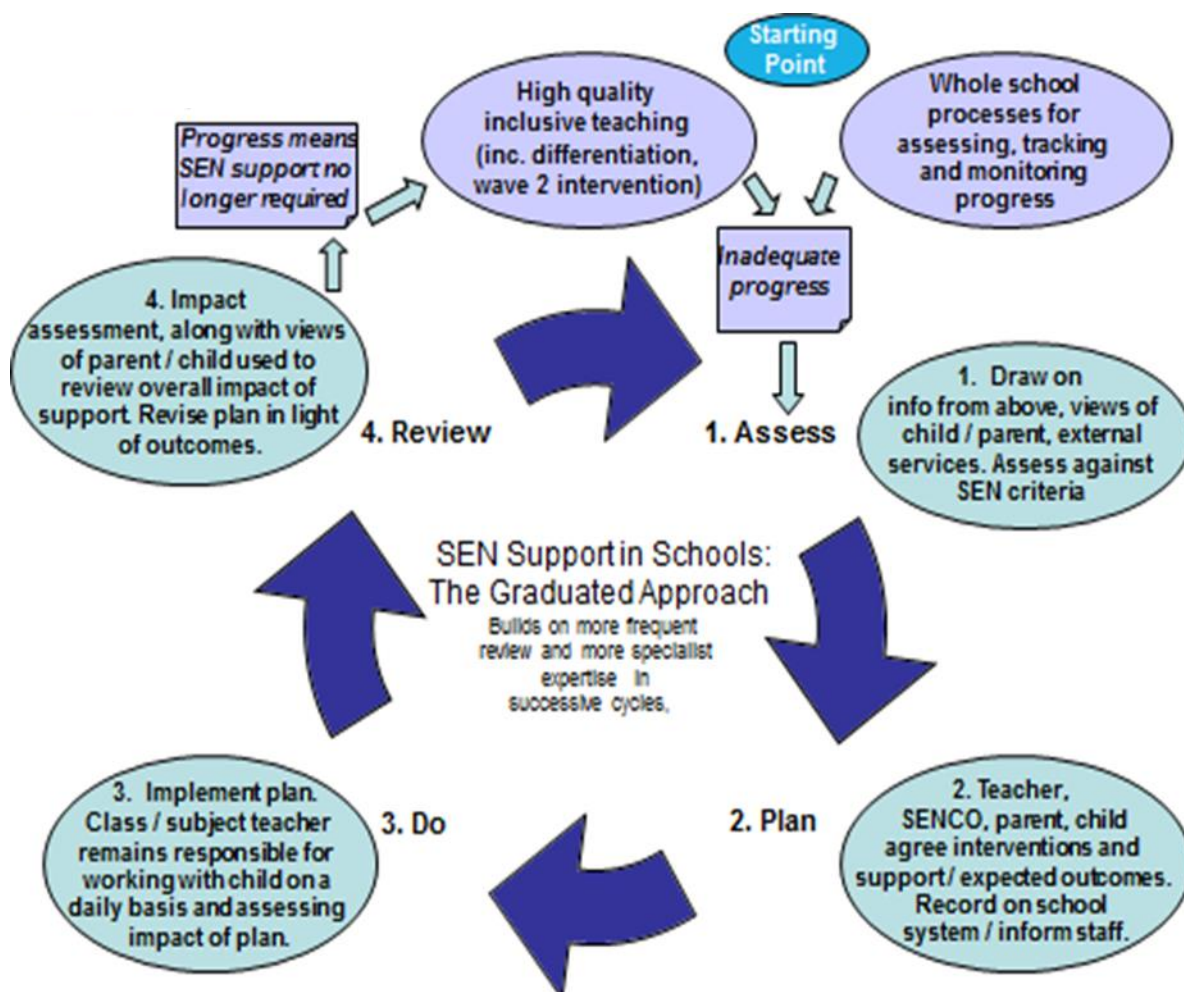 Starting
Point
High quality
inclusive teaching
(inc. differentiation,
wave 2 intervention)
Whole school
processes for
assessing, tracking
and monitoring
progress
Progress means
SEN support no
longer required
Inadequate
progress
4. Impact
assessment, along with views
of parent / child used to
review overall impact of
support. Revise plan in light
of outcomes.
4. Review
1. Assess
1. Draw on
info from above, views of
child / parent, external
services. Assess against
SEN criteria
SEN Support in Schools:
The Graduated Approach
Builds on more frequent
review and more specialist
expertise in
successive cycles,
3. Implement plan.
Class / subject teacher
remains responsible for
working with child on a
daily basis and assessing
impact of plan.
3. Do
2. Plan
2. Teacher,
SENCO, parent, child
agree interventions and
support / expected outcomes.
Record on school
system / inform staff.